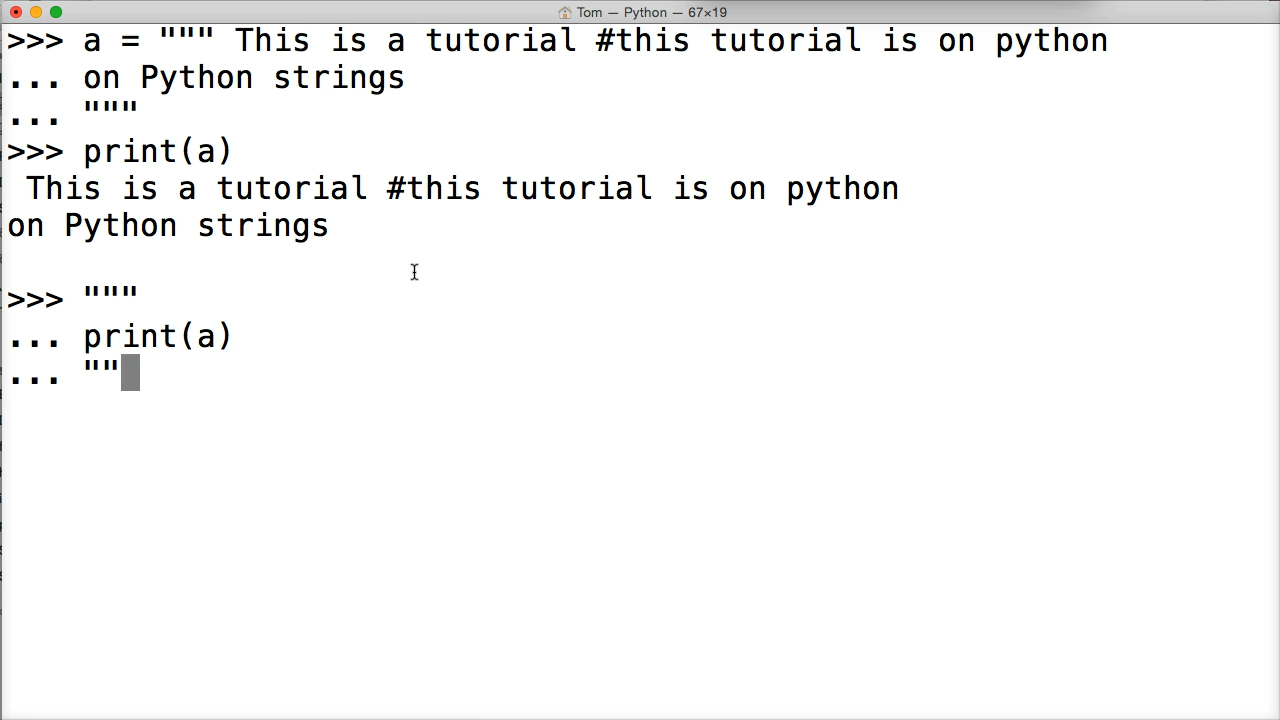 Tom — Python — 67×19
>>> a = """ This is a tutorial #this tutorial is on python
... on Python strings
... """
>>> print(a)
 This is a tutorial #this tutorial is on python
on Python strings
>>> """
... print(a)
... ""